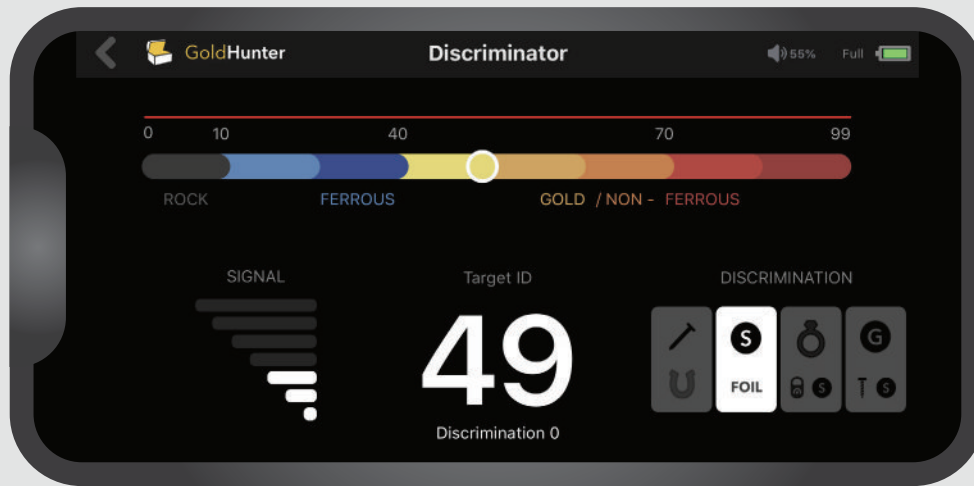 GoldHunter Discriminator 55% Full
0 10 40 70 99
ROCK FERROUS GOLD / NON - FERROUS
SIGNAL Target ID DISCRIMINATION
49
S G
FOIL S S
Discrimination 0